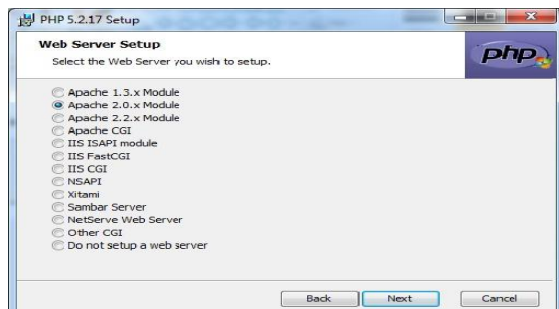 PHP 5.2.17 Setup
Web Server Setup
Select the Web Server you wish to setup.
php
Apache 1.3.x Module
Apache 2.0.x Module
Apache 2.2.x Module
Apache CGI
IIS ISAPI module
IIS FastCGI
IIS CGI
NSAPI
Xitami
Sambar Server
NetServe Web Server
Other CGI
Do not setup a web server
Back Next Cancel